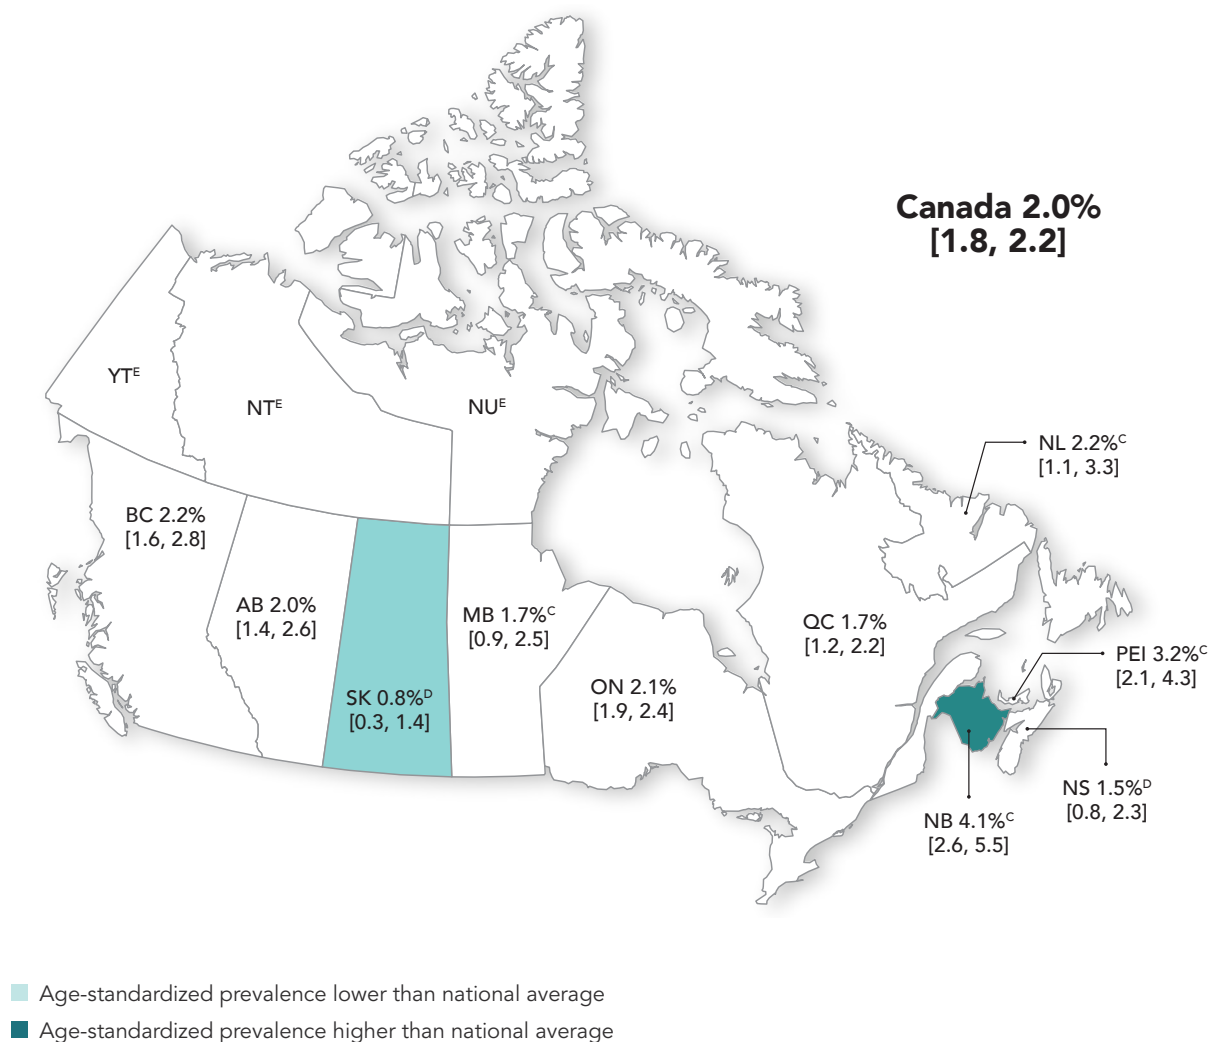 Canada 2.0%
[1.8, 2.2]
YTᴱ
NTᴱ
NUᴱ
NL 2.2%ᶜ
[1.1, 3.3]
BC 2.2%
[1.6, 2.8]
AB 2.0%
[1.4, 2.6]
MB 1.7%ᶜ
[0.9, 2.5]
QC 1.7%
[1.2, 2.2]
PEI 3.2%ᶜ
[2.1, 4.3]
SK 0.8%ᴰ
[0.3, 1.4]
ON 2.1%
[1.9, 2.4]
NS 1.5%ᴰ
[0.8, 2.3]
NB 4.1%ᶜ
[2.6, 5.5]
Age-standardized prevalence lower than national average
Age-standardized prevalence higher than national average